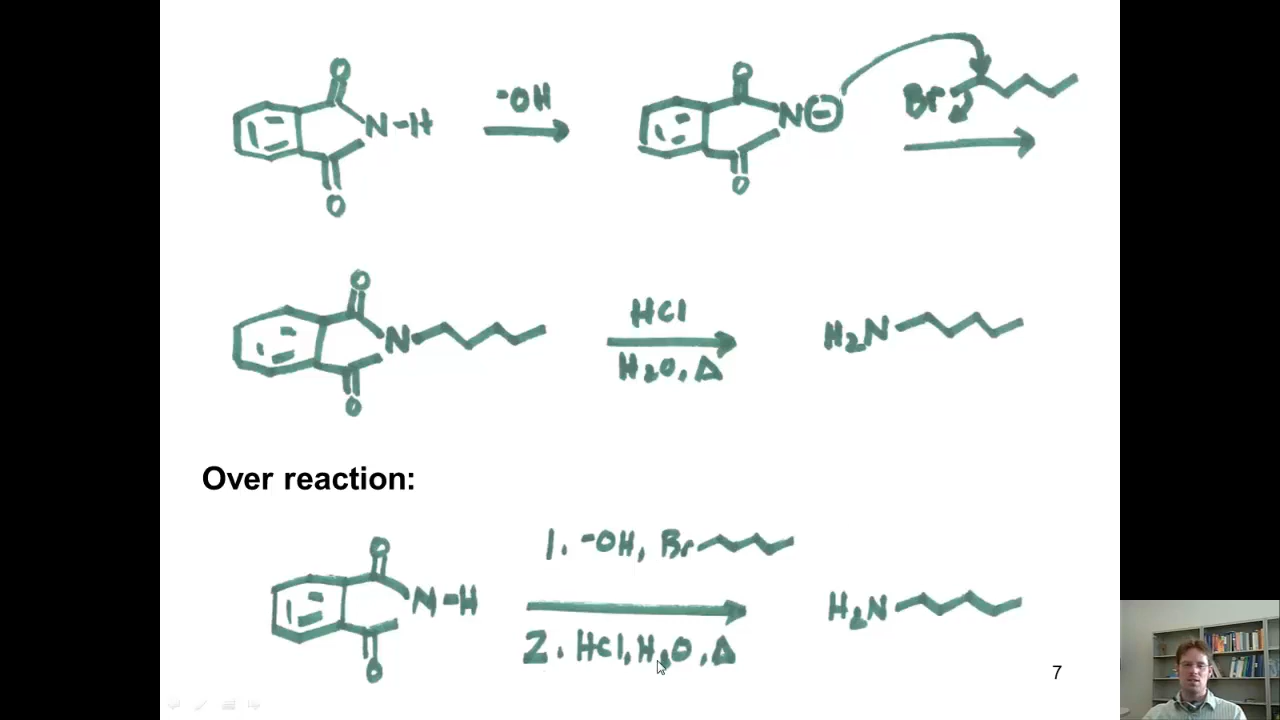 O
N-H
O
-OH
O
N-
O
Br
O
N
O
HCl
H2O, Δ
H2N
Over reaction:
O
N-H
O
1. -OH, Br
2. HCl, H2O, Δ
H2N
7